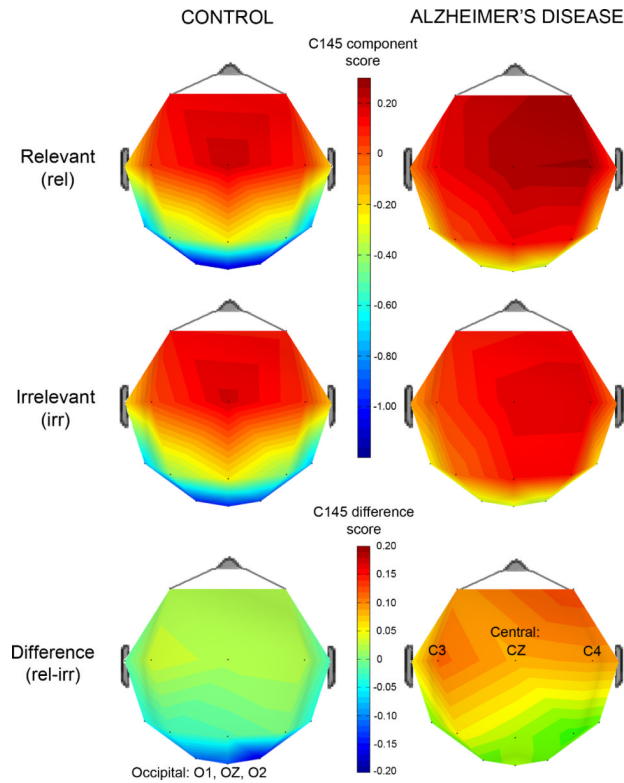 CONTROL
ALZHEIMER'S DISEASE
C145 component
score
Relevant
(rel)
0.20
0
-0.20
-0.40
-0.60
-0.80
-1.00
Irrelevant
(irr)
C145 difference
score
Difference
(rel-irr)
0.20
0.15
0.10
0.05
0
-0.05
-0.10
-0.15
-0.20
Central:
C3 CZ C4
Occipital: O1, OZ, O2